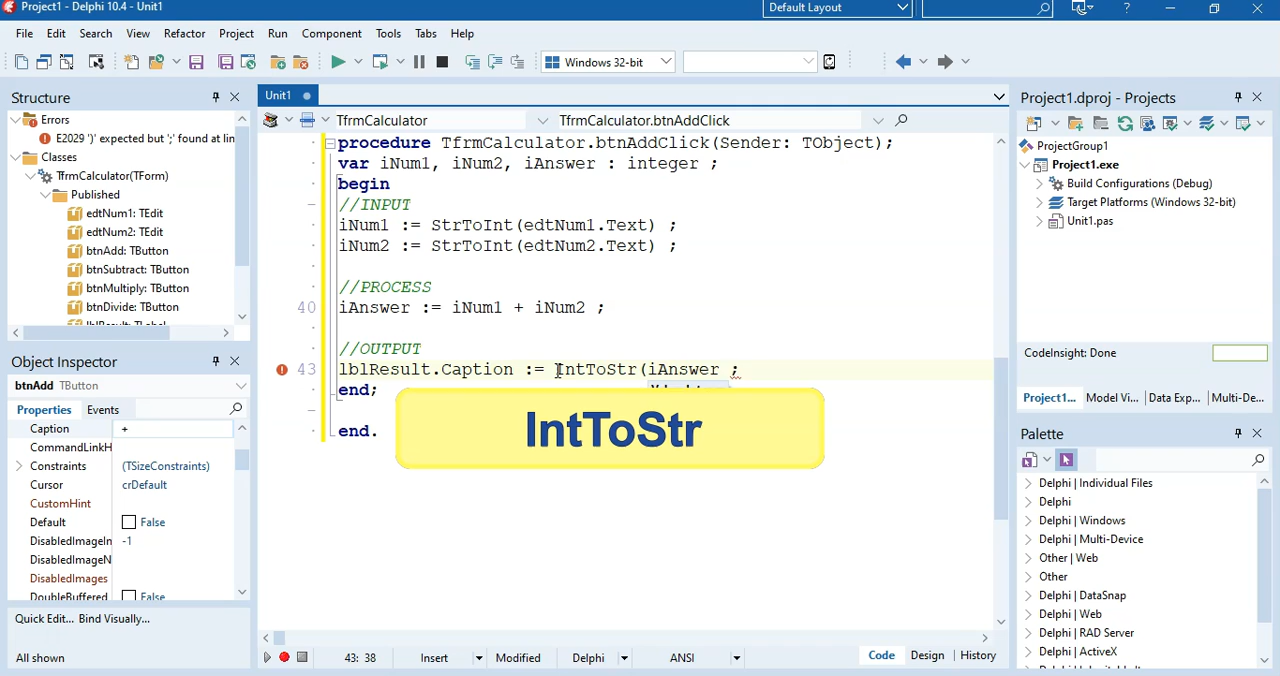 Project1 - Delphi 10.4 - Unit1
Default Layout
File Edit Search View Refactor Project Run Component Tools Tabs Help
Windows 32-bit
Structure
Errors
E2029 ')' expected but ';' found at lin
Classes
TfrmCalculator(TForm)
Published
edtNum1: TEdit
edtNum2: TEdit
btnAdd: TButton
btnSubtract: TButton
btnMultiply: TButton
btnDivide: TButton
lblResult: TLabel
Object Inspector
btnAdd TButton
Properties Events
Caption +
CommandLinkH
Constraints (TSizeConstraints)
Cursor crDefault
CustomHint
Default False
DisabledImageIn -1
DisabledImageN
DisabledImages
DoubleBuffered False
Quick Edit... Bind Visually...
All shown
Unit1
TfrmCalculator TfrmCalculator.btnAddClick
procedure TfrmCalculator.btnAddClick(Sender: TObject);
var iNum1, iNum2, iAnswer : integer ;
begin
//INPUT
iNum1 := StrToInt(edtNum1.Text) ;
iNum2 := StrToInt(edtNum2.Text) ;
//PROCESS
40 iAnswer := iNum1 + iNum2 ;
//OUTPUT
43 lblResult.Caption := IntToStr(iAnswer ;
end;
IntToStr
end.
43: 38 Insert Modified Delphi ANSI Code Design History
Project1.dproj - Projects
ProjectGroup1
Project1.exe
Build Configurations (Debug)
Target Platforms (Windows 32-bit)
Unit1.pas
CodeInsight: Done
Project1... Model Vi... Data Exp... Multi-De...
Palette
Delphi | Individual Files
Delphi
Delphi | Windows
Delphi | Multi-Device
Other | Web
Other
Delphi | DataSnap
Delphi | Web
Delphi | RAD Server
Delphi | ActiveX